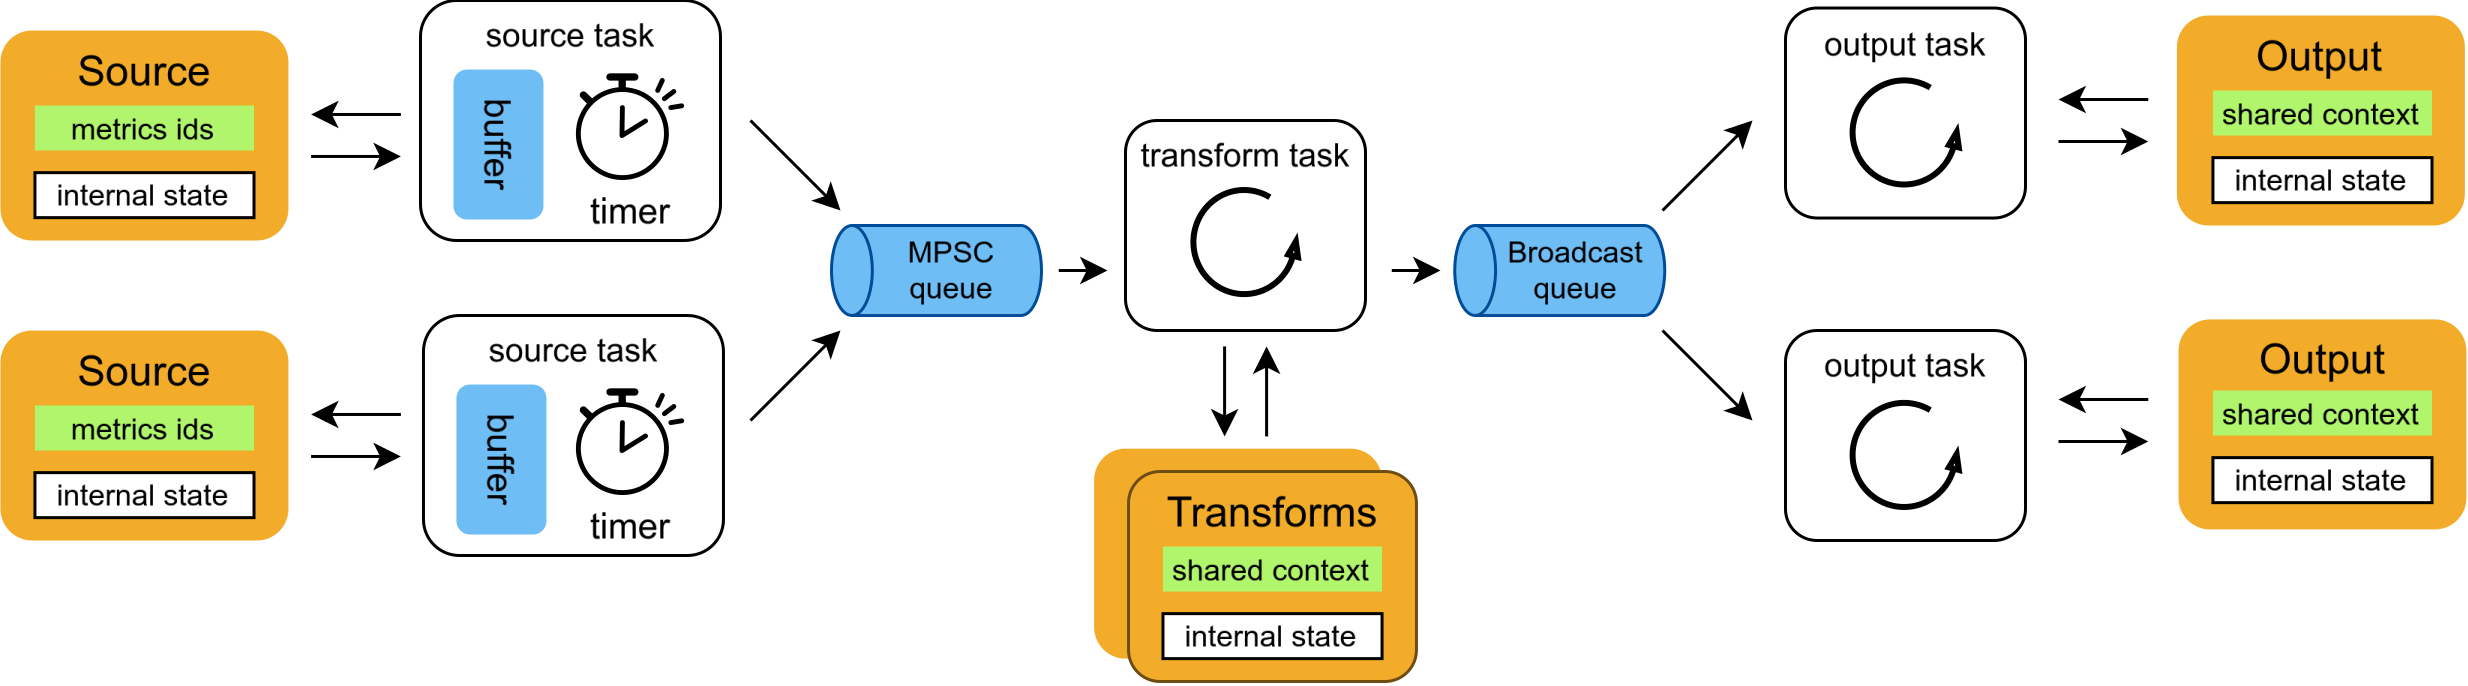 Source
metrics ids
internal state
source task
buffer
timer
Source
metrics ids
internal state
source task
buffer
timer
MPSC
queue
transform task
Transforms
shared context
internal state
Broadcast
queue
output task
Output
shared context
internal state
output task
Output
shared context
internal state